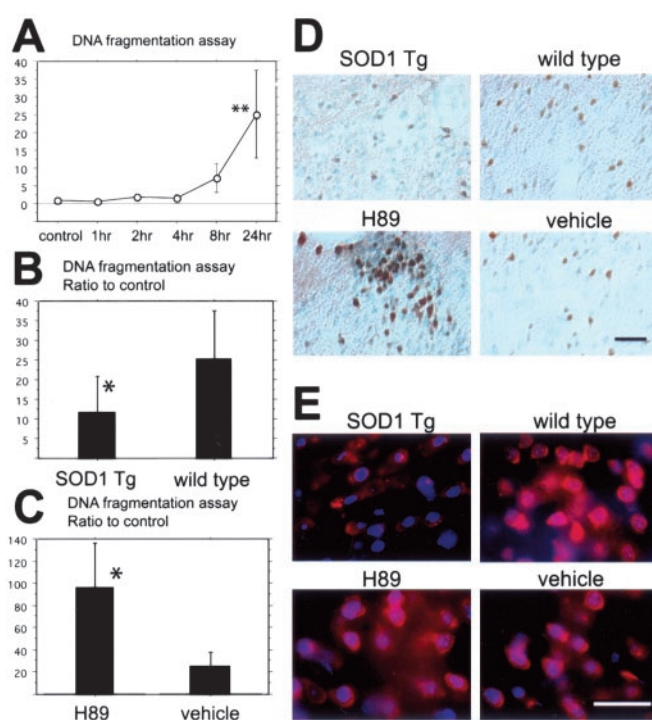 A
DNA fragmentation assay
40
35
30
25
20
15
10
5
0
**
control 1hr 2hr 4hr 8hr 24hr
B
DNA fragmentation assay
Ratio to control
40
35
30
25
20
15
10
5
*
SOD1 Tg wild type
C
DNA fragmentation assay
Ratio to control
140
120
100
80
60
40
20
*
H89 vehicle
D
SOD1 Tg wild type
H89 vehicle
E
SOD1 Tg wild type
H89 vehicle